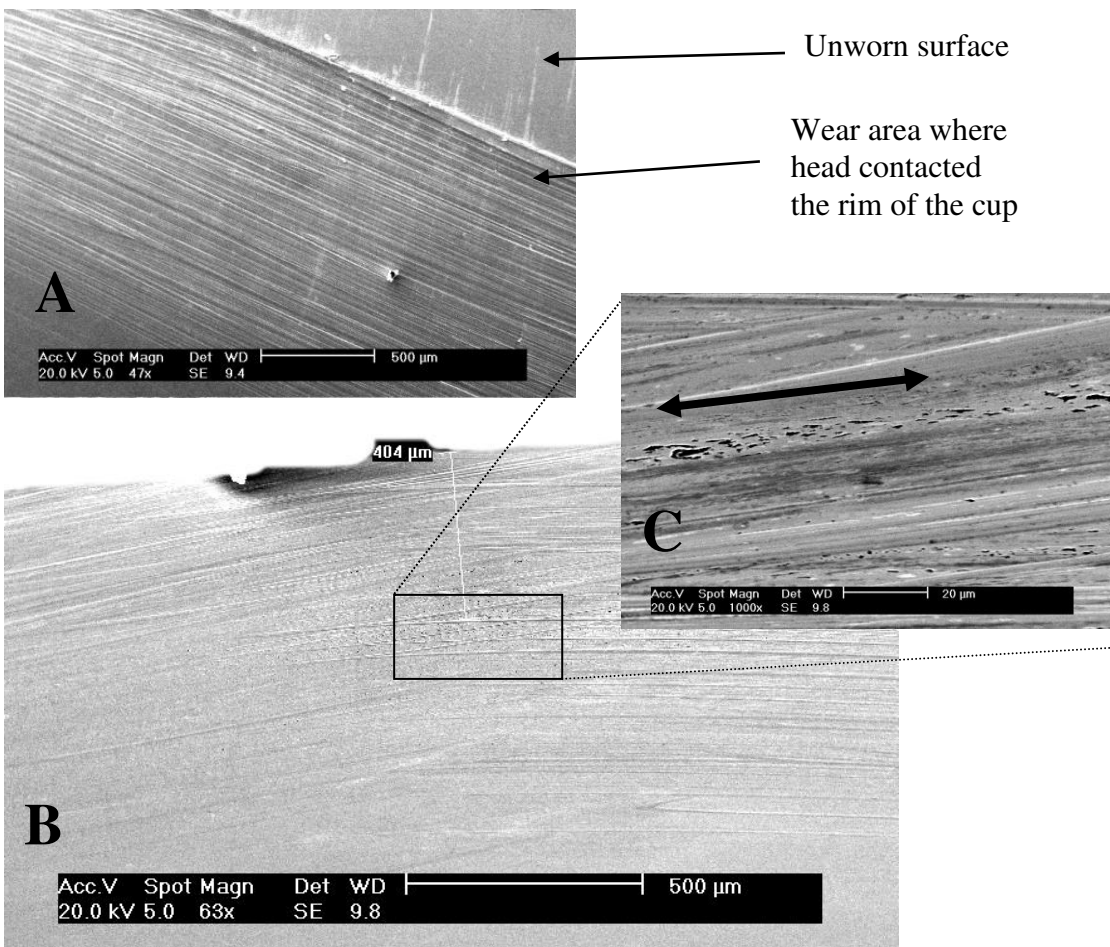 Unworn surface
Wear area where
head contacted
the rim of the cup
A
Acc.V Spot Magn Det WD 500 µm
20.0 kV 5.0 47x SE 9.4
404 µm
C
Acc.V Spot Magn Det WD 20 µm
20.0 kV 5.0 1000x SE 9.8
B
Acc.V Spot Magn Det WD 500 µm
20.0 kV 5.0 63x SE 9.8